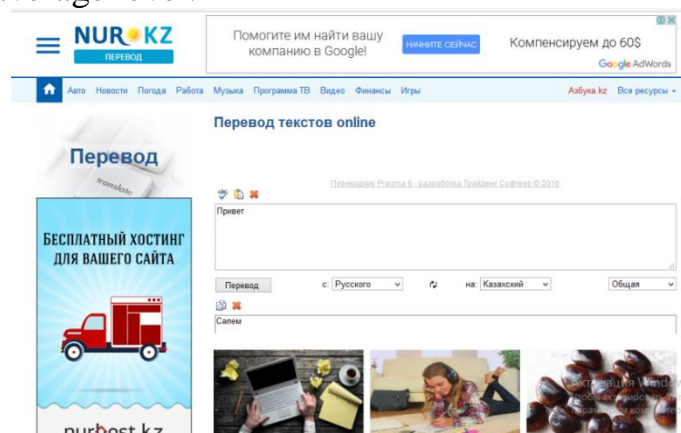 NUR KZ
ПЕРЕВОД
Помогите им найти вашу
компанию в Google!
НАЧНИТЕ СЕЙЧАС
Компенсируем до 60$
Google AdWords
Авто Новости Погода Работа Музыка Программа ТВ Видео Финансы Игры Азбука.kz Все ресурсы
Перевод текстов online
Перевод
translate
Переводчик Pragma 6 - разработка Трайдент Софтвер © 2016
Привет
БЕСПЛАТНЫЙ ХОСТИНГ
ДЛЯ ВАШЕГО САЙТА
Перевод с: Русского на: Казахский Общая
Сәлем
Активация Windows
nurhost.kz